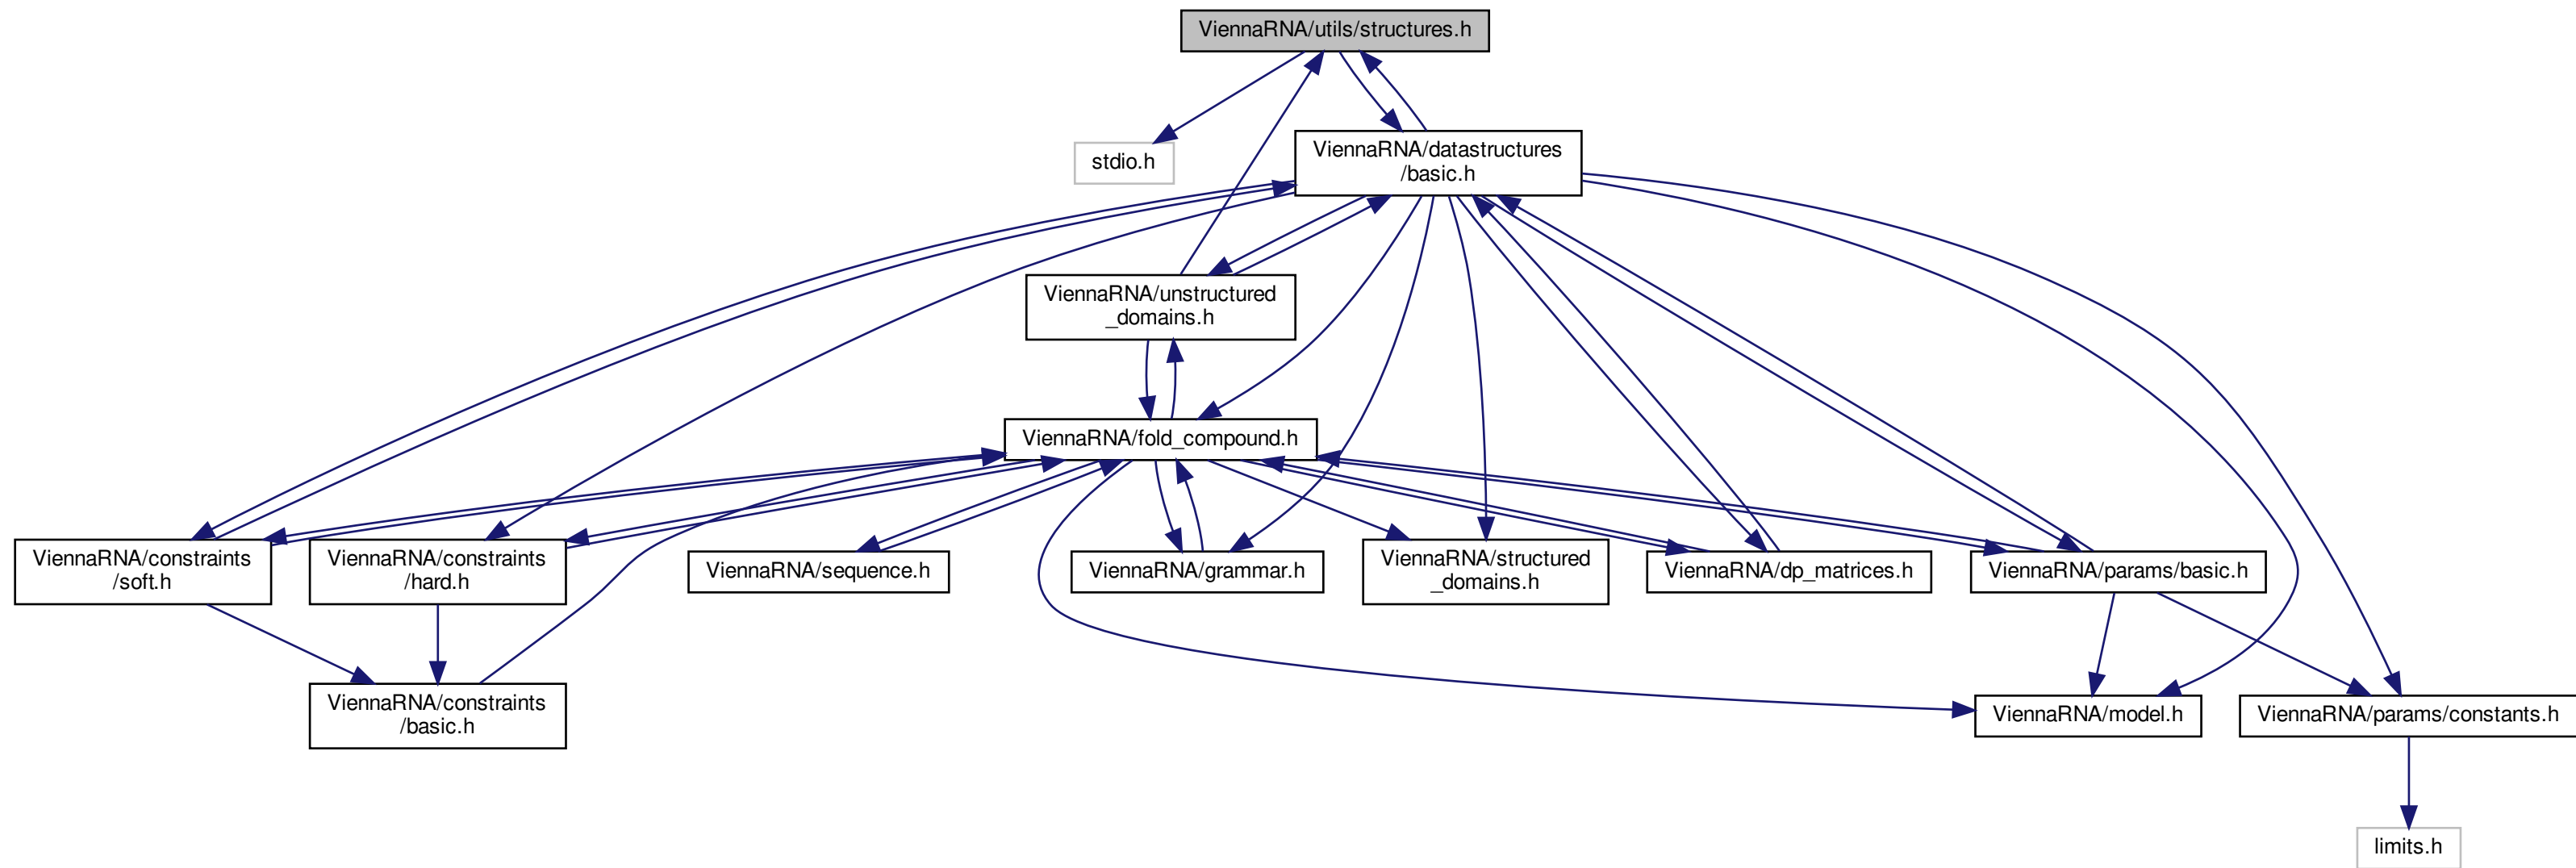 ViennaRNA/utils/structures.h
stdio.h
ViennaRNA/datastructures
/basic.h
ViennaRNA/unstructured
_domains.h
ViennaRNA/fold_compound.h
ViennaRNA/constraints
/soft.h
ViennaRNA/constraints
/hard.h
ViennaRNA/sequence.h
ViennaRNA/grammar.h
ViennaRNA/structured
_domains.h
ViennaRNA/dp_matrices.h
ViennaRNA/params/basic.h
ViennaRNA/constraints
/basic.h
ViennaRNA/model.h
ViennaRNA/params/constants.h
limits.h